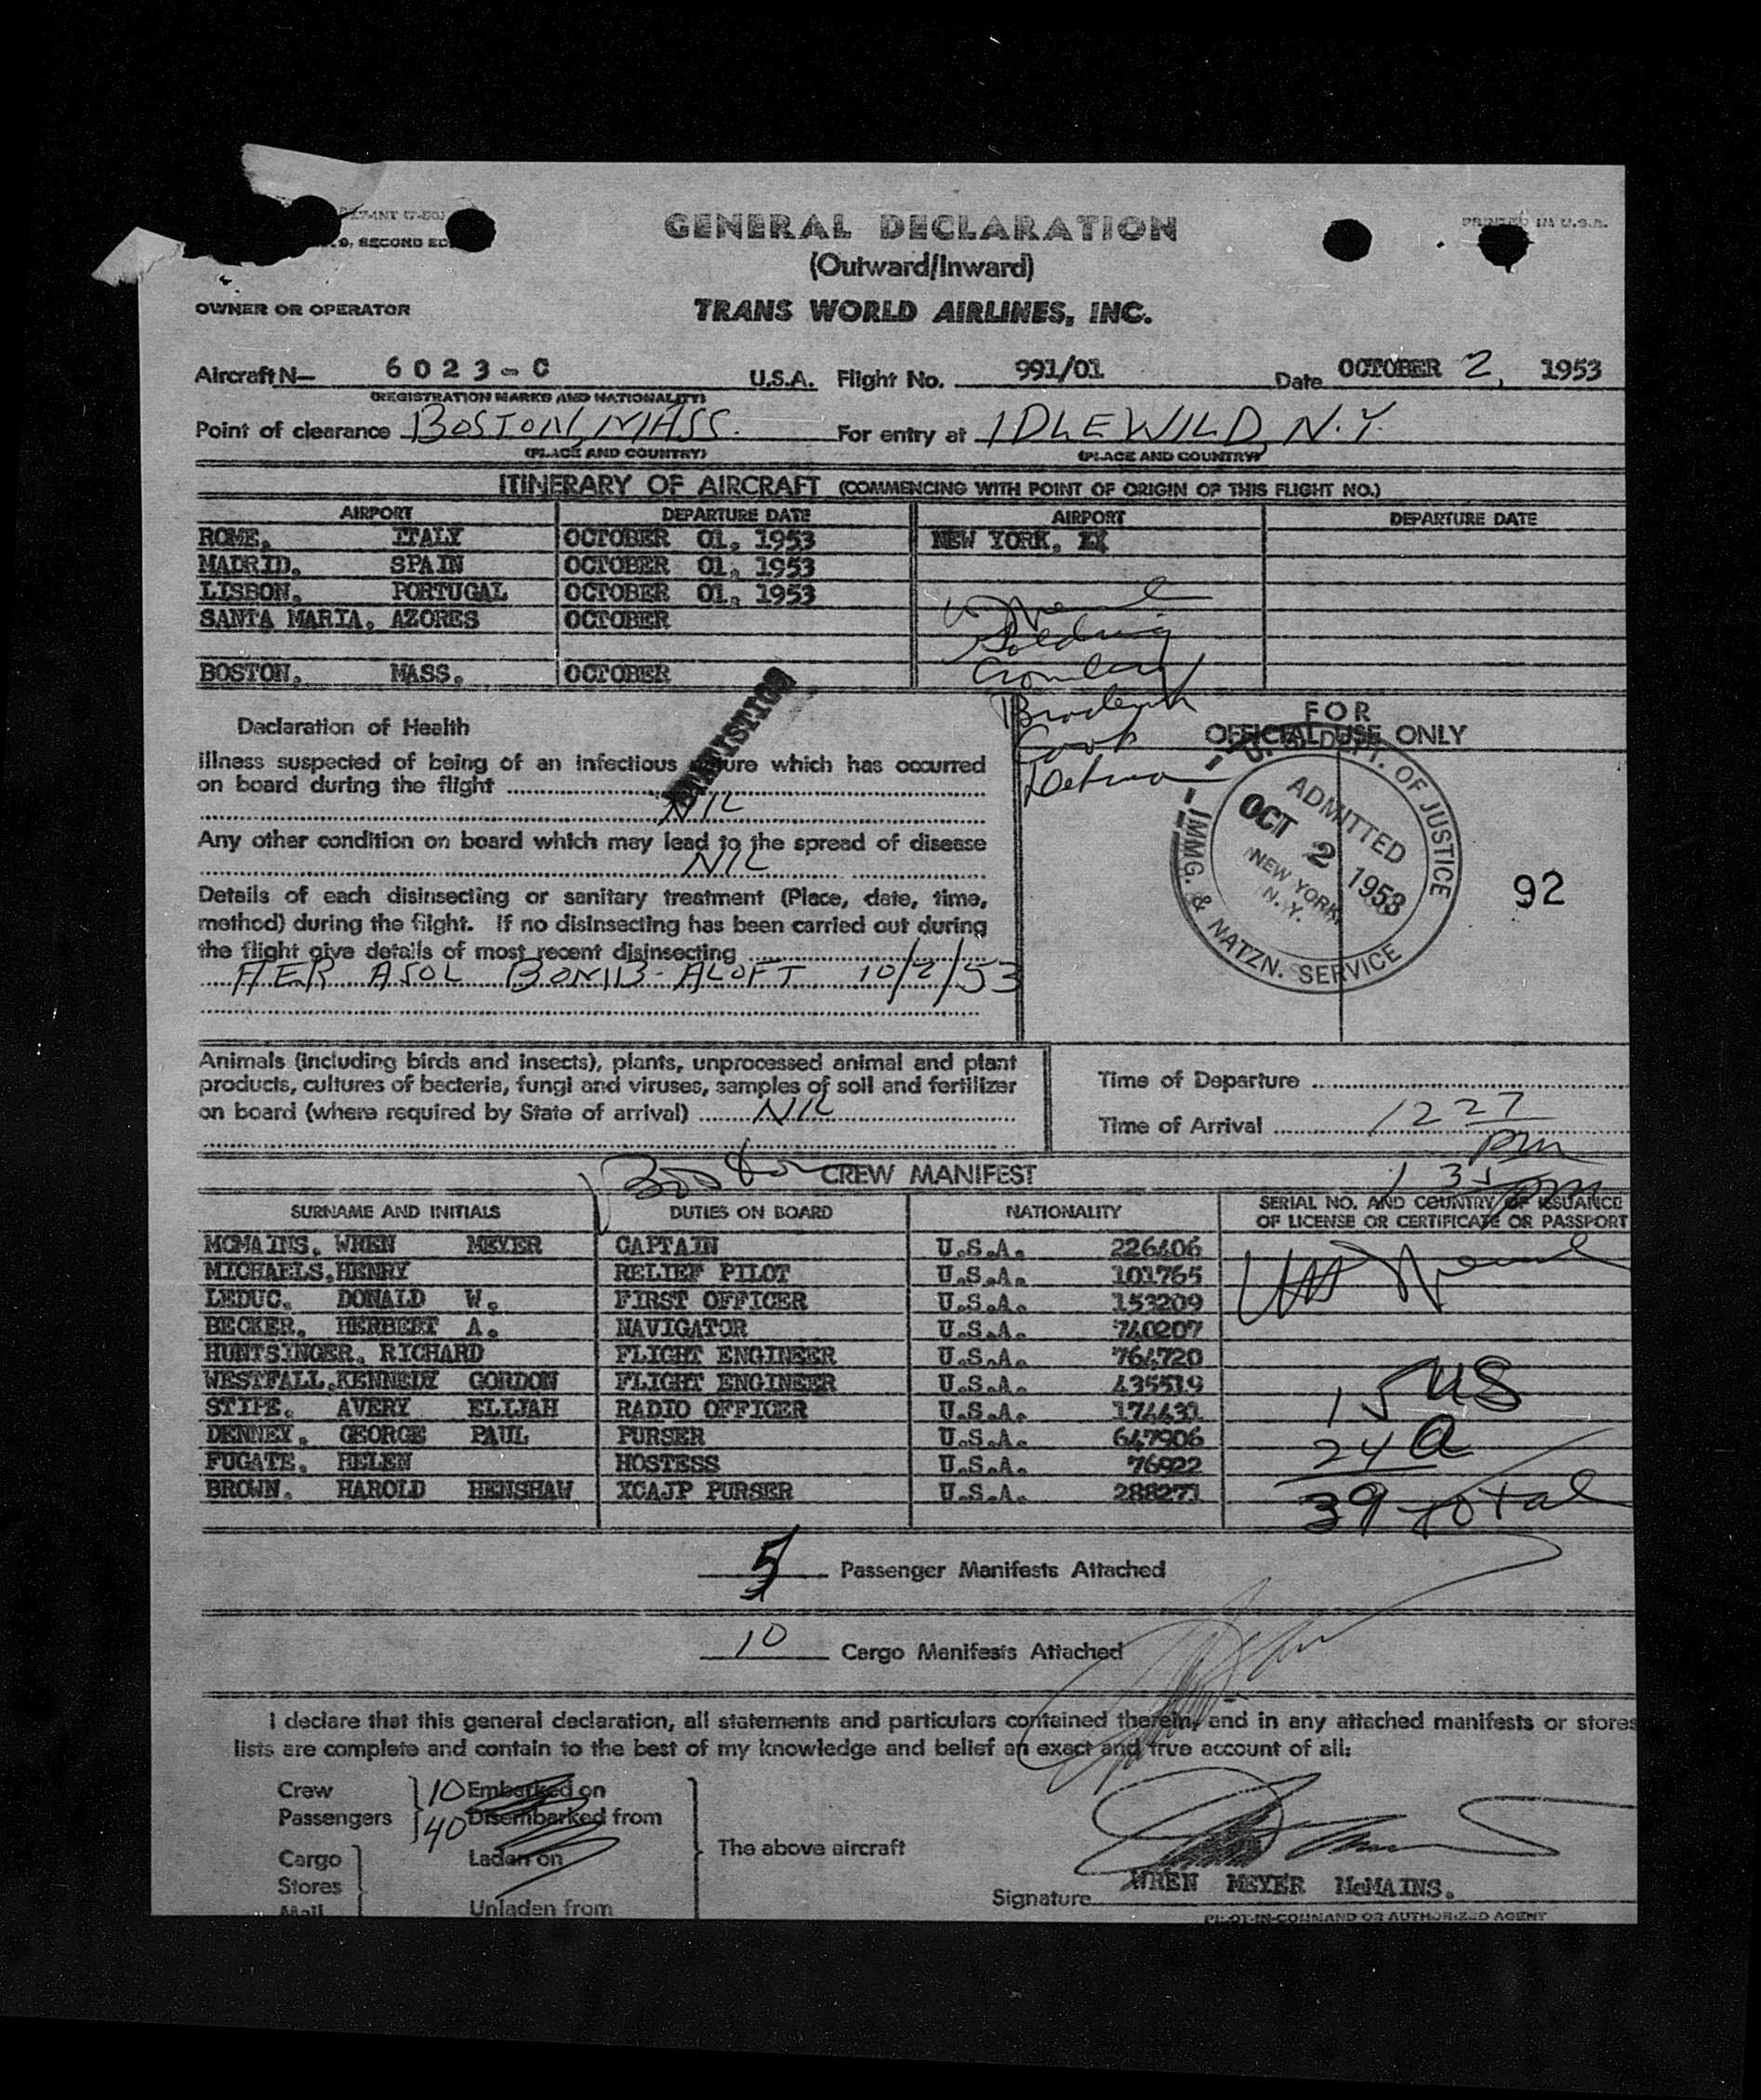 SECOND ED.
PRINTED IN U.S.A.
GENERAL DECLARATION
(Outward/Inward)
OWNER OR OPERATOR TRANS WORLD AIRLINES, INC.
Aircraft N— 6023-C U.S.A. Flight No. 991/01 Date OCTOBER 2, 1953
(REGISTRATION MARKS AND NATIONALITY)
Point of clearance BOSTON, MASS. For entry at IDLEWILD, N.Y.
(PLACE AND COUNTRY) (PLACE AND COUNTRY)
ITINERARY OF AIRCRAFT (COMMENCING WITH POINT OF ORIGIN OF THIS FLIGHT NO.)
AIRPORT DEPARTURE DATE AIRPORT DEPARTURE DATE
ROME, ITALY OCTOBER 01, 1953 NEW YORK,
MADRID, SPAIN OCTOBER 01, 1953
LISBON, PORTUGAL OCTOBER 01, 1953
SANTA MARIA, AZORES OCTOBER
BOSTON, MASS. OCTOBER
Declaration of Health
illness suspected of being of an infectious nature which has occurred
on board during the flight
NIL
Any other condition on board which may lead to the spread of disease
NIL
Details of each disinsecting or sanitary treatment (Place, date, time,
method) during the flight. If no disinsecting has been carried out during
the flight give details of most recent disinsecting
AER ASOL BOMB - ALOFT 10/2/53
FOR
OFFICIAL USE ONLY
U.S. DEPT. OF JUSTICE
ADMITTED
OCT 2 1953
NEW YORK,
N.Y.
IMMG. & NATZN. SERVICE
92
Animals (including birds and insects), plants, unprocessed animal and plant
products, cultures of bacteria, fungi and viruses, samples of soil and fertilizer
on board (where required by State of arrival) NIL
Time of Departure
Time of Arrival 1227
pm
Boston
CREW MANIFEST
SURNAME AND INITIALS DUTIES ON BOARD NATIONALITY SERIAL NO. AND COUNTRY OF ISSUANCE
OF LICENSE OR CERTIFICATE OR PASSPORT
MCMAINS, WREN MEYER CAPTAIN U.S.A. 226406
MICHAELS, HENRY RELIEF PILOT U.S.A. 101765
LEDUC, DONALD W. FIRST OFFICER U.S.A. 153209
BECKER, HERBERT A. NAVIGATOR U.S.A. 740207
HUNTSINGER, RICHARD FLIGHT ENGINEER U.S.A. 764720
WESTFALL, KENNEDY GORDON FLIGHT ENGINEER U.S.A. 435519
STIPE, AVERY ELIJAH RADIO OFFICER U.S.A. 174431
DENNEY, GEORGE PAUL PURSER U.S.A. 647906
FUGATE, HELEN HOSTESS U.S.A. 76922
BROWN, HAROLD HENSHAW XCAJP PURSER U.S.A. 288271
15 US
24 a
39 total
5 Passenger Manifests Attached
10 Cargo Manifests Attached
I declare that this general declaration, all statements and particulars contained therein, and in any attached manifests or stores
lists are complete and contain to the best of my knowledge and belief an exact and true account of all:
Crew 10 Embarked on
Passengers 40 Disembarked from
The above aircraft
Cargo Laden on
Stores
Mail Unladen from
Signature WREN MEYER McMAINS.
PILOT-IN-COMMAND OR AUTHORIZED AGENT